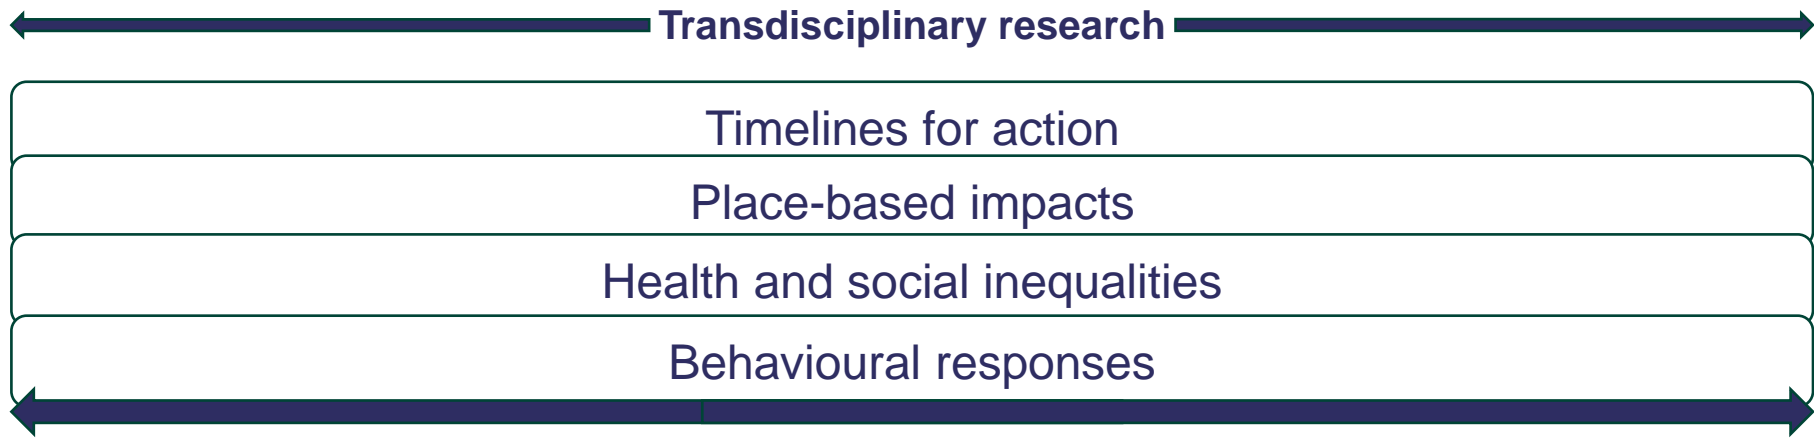 Transdisciplinary research
Timelines for action
Place-based impacts
Health and social inequalities
Behavioural responses